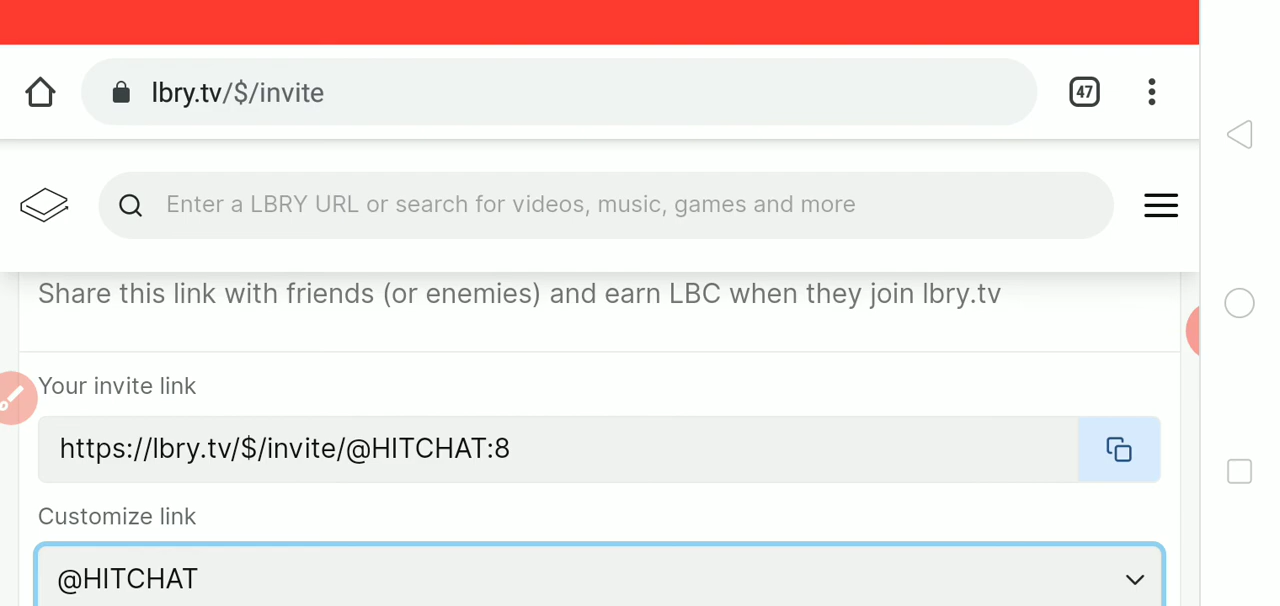 lbry.tv/$/invite
47
Enter a LBRY URL or search for videos, music, games and more
Share this link with friends (or enemies) and earn LBC when they join lbry.tv
Your invite link
https://lbry.tv/$/invite/@HITCHAT:8
Customize link
@HITCHAT